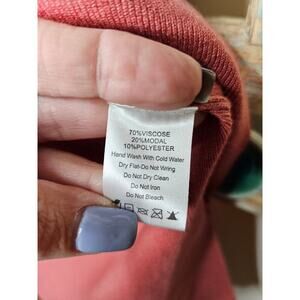 70%VISCOSE
20%MODAL
10%POLYESTER
Hand Wash With Cold Water
Dry Flat-Do Not Wring
Do Not Dry Clean
Do Not Iron
Do Not Bleach